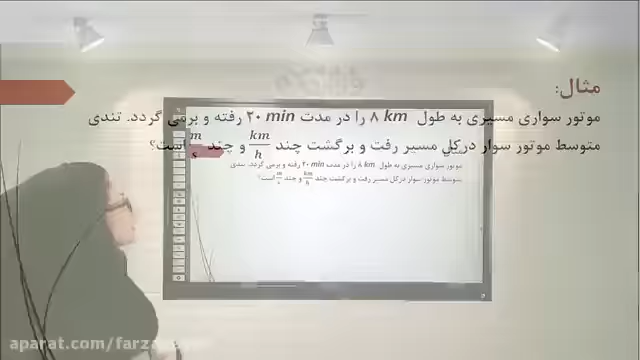 مثال:
موتور سواری مسیری به طول ۸ km را در مدت ۲۰ min رفته و برمی گردد. تندی
متوسط موتور سوار درکل مسیر رفت و برگشت چند km/h و چند m/s است؟
مثال:
موتور سواری مسیری به طول ۸ km را در مدت ۲۰ min رفته و برمی گردد. تندی
متوسط موتور سوار درکل مسیر رفت و برگشت چند km/h و چند m/s است؟
aparat.com/farz